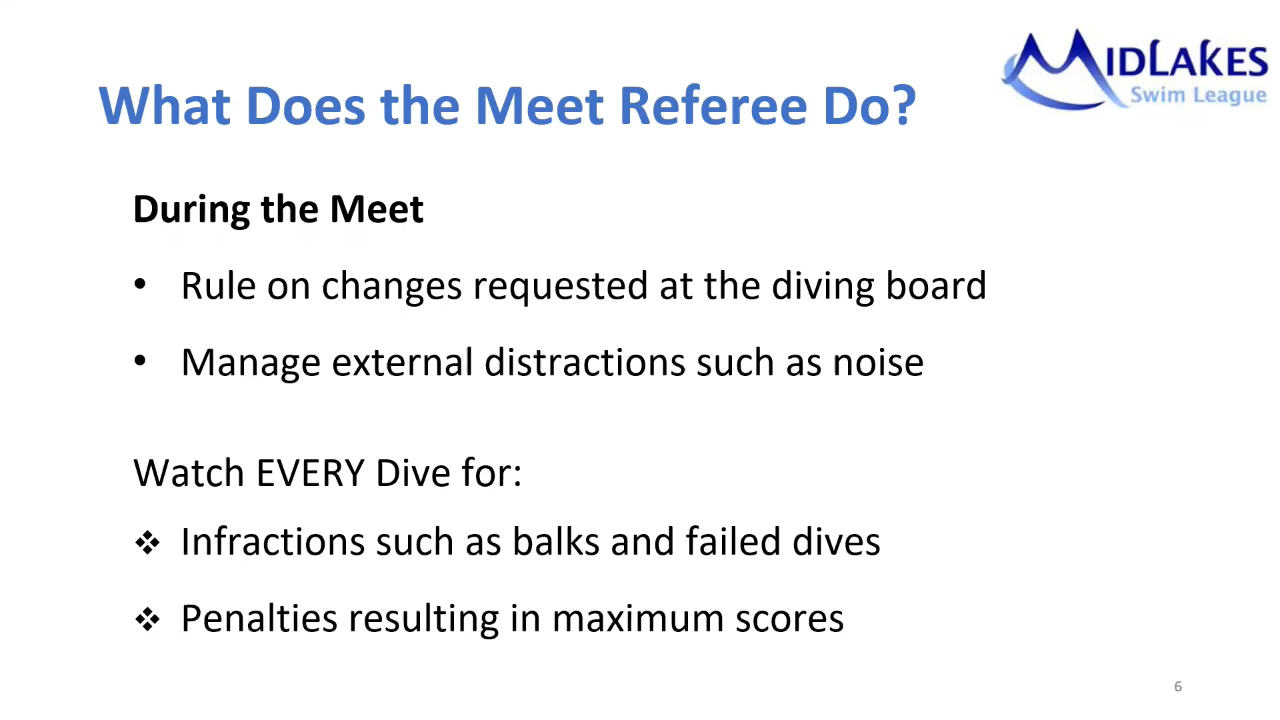 MIDLAKES
Swim League
What Does the Meet Referee Do?
During the Meet
• Rule on changes requested at the diving board
• Manage external distractions such as noise
Watch EVERY Dive for:
❖ Infractions such as balks and failed dives
❖ Penalties resulting in maximum scores
6